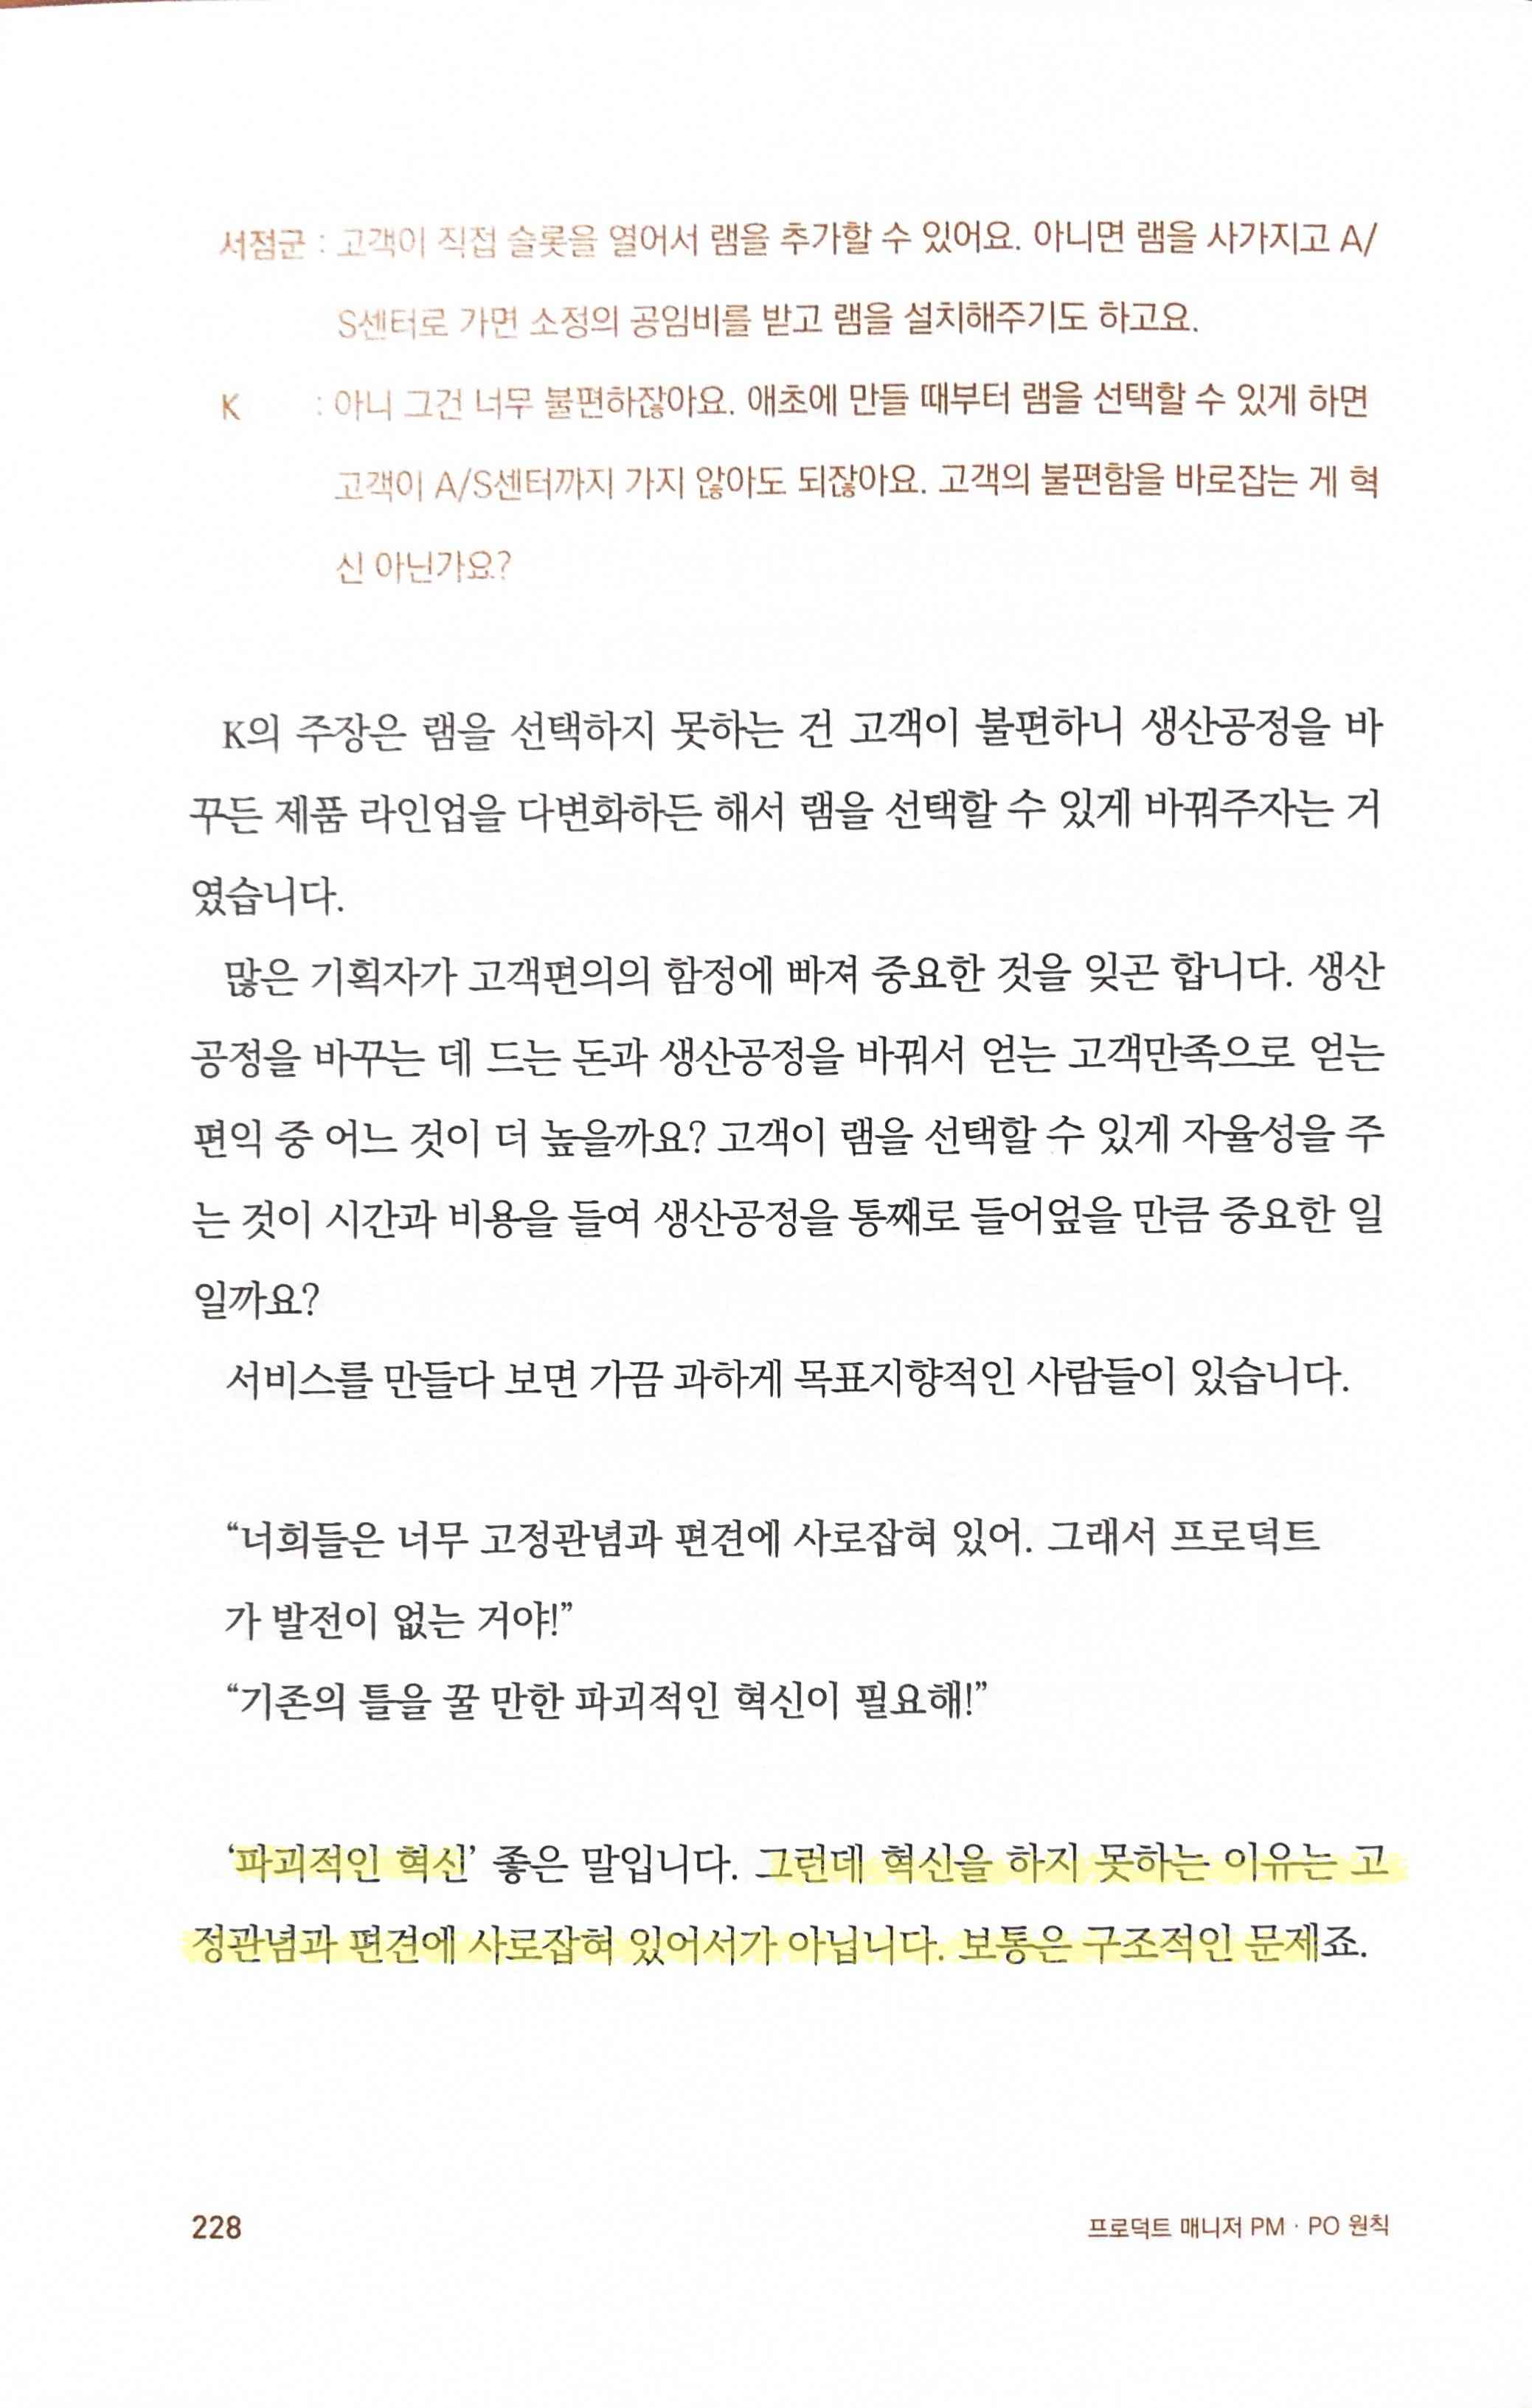 서점군 : 고객이 직접 슬롯을 열어서 램을 추가할 수 있어요. 아니면 램을 사가지고 A/
S센터로 가면 소정의 공임비를 받고 램을 설치해주기도 하고요.
K : 아니 그건 너무 불편하잖아요. 애초에 만들 때부터 램을 선택할 수 있게 하면
고객이 A/S센터까지 가지 않아도 되잖아요. 고객의 불편함을 바로잡는 게 혁
신 아닌가요?
K의 주장은 램을 선택하지 못하는 건 고객이 불편하니 생산공정을 바
꾸든 제품 라인업을 다변화하든 해서 램을 선택할 수 있게 바꿔주자는 거
였습니다.
많은 기획자가 고객편의의 함정에 빠져 중요한 것을 잊곤 합니다. 생산
공정을 바꾸는 데 드는 돈과 생산공정을 바꿔서 얻는 고객만족으로 얻는
편익 중 어느 것이 더 높을까요? 고객이 램을 선택할 수 있게 자율성을 주
는 것이 시간과 비용을 들여 생산공정을 통째로 들어엎을 만큼 중요한 일
일까요?
서비스를 만들다 보면 가끔 과하게 목표지향적인 사람들이 있습니다.
“너희들은 너무 고정관념과 편견에 사로잡혀 있어. 그래서 프로덕트
가 발전이 없는 거야!”
“기존의 틀을 꿀 만한 파괴적인 혁신이 필요해!”
‘파괴적인 혁신’ 좋은 말입니다. 그런데 혁신을 하지 못하는 이유는 고
정관념과 편견에 사로잡혀 있어서가 아닙니다. 보통은 구조적인 문제죠.
228
프로덕트 매니저 PM · PO 원칙